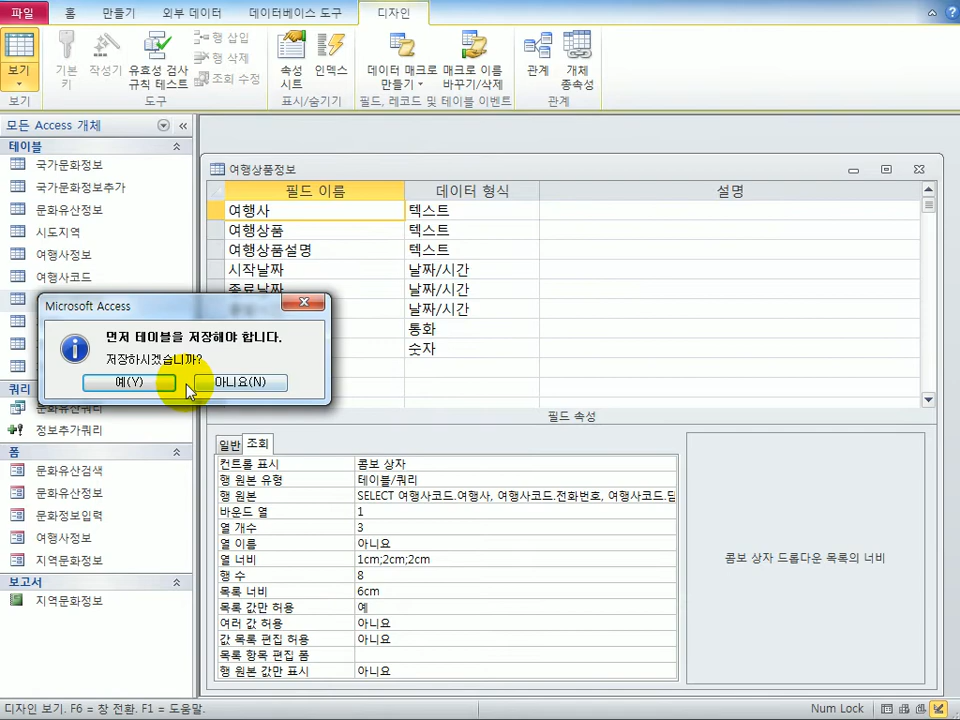 파일 홈 만들기 외부 데이터 데이터베이스 도구 디자인
보기
기본
키
작성기
유효성 검사
규칙 테스트
행 삽입
행 삭제
조회 수정
속성
시트
인덱스
데이터 매크로
만들기
매크로 이름
바꾸기/삭제
관계
개체
종속성
보기
도구
표시/숨기기
필드, 레코드 및 테이블 이벤트
관계
모든 Access 개체
테이블
국가문화정보
국가문화정보추가
문화유산정보
시도지역
여행사정보
여행사코드
쿼리
문화유산쿼리
정보추가쿼리
폼
문화유산검색
문화유산정보
문화정보입력
여행사정보
지역문화정보
보고서
지역문화정보
여행상품정보
필드 이름 데이터 형식 설명
여행사 텍스트
여행상품 텍스트
여행상품설명 텍스트
시작날짜 날짜/시간
종료날짜 날짜/시간
날짜/시간
통화
숫자
Microsoft Access
먼저 테이블을 저장해야 합니다.
저장하시겠습니까?
예(Y) 아니요(N)
필드 속성
일반 조회
컨트롤 표시 콤보 상자
행 원본 유형 테이블/쿼리
행 원본 SELECT 여행사코드.여행사, 여행사코드.전화번호, 여행사코드.담
바운드 열 1
열 개수 3
열 이름 아니요
열 너비 1cm;2cm;2cm
행 수 8
목록 너비 6cm
목록 값만 허용 예
여러 값 허용 아니요
값 목록 편집 허용 아니요
목록 항목 편집 폼
행 원본 값만 표시 아니요
콤보 상자 드롭다운 목록의 너비
디자인 보기. F6 = 창 전환. F1 = 도움말.
Num Lock